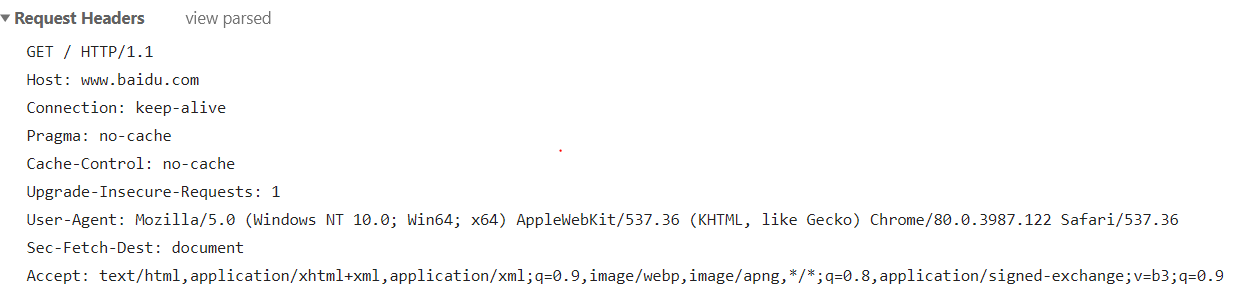 Request Headers view parsed
GET / HTTP/1.1
Host: www.baidu.com
Connection: keep-alive
Pragma: no-cache
Cache-Control: no-cache
Upgrade-Insecure-Requests: 1
User-Agent: Mozilla/5.0 (Windows NT 10.0; Win64; x64) AppleWebKit/537.36 (KHTML, like Gecko) Chrome/80.0.3987.122 Safari/537.36
Sec-Fetch-Dest: document
Accept: text/html,application/xhtml+xml,application/xml;q=0.9,image/webp,image/apng,*/*;q=0.8,application/signed-exchange;v=b3;q=0.9